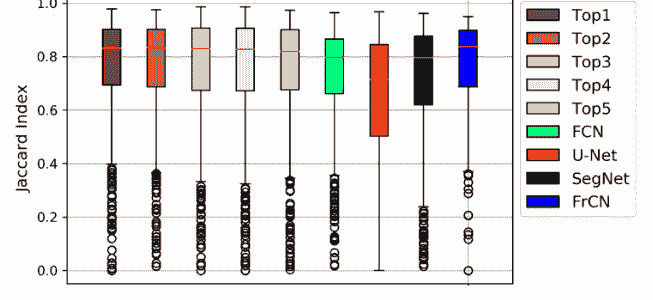 1.0
0.8
0.6
0.4
0.2
0.0
Jaccard Index
Top1
Top2
Top3
Top4
Top5
FCN
U-Net
SegNet
FrCN